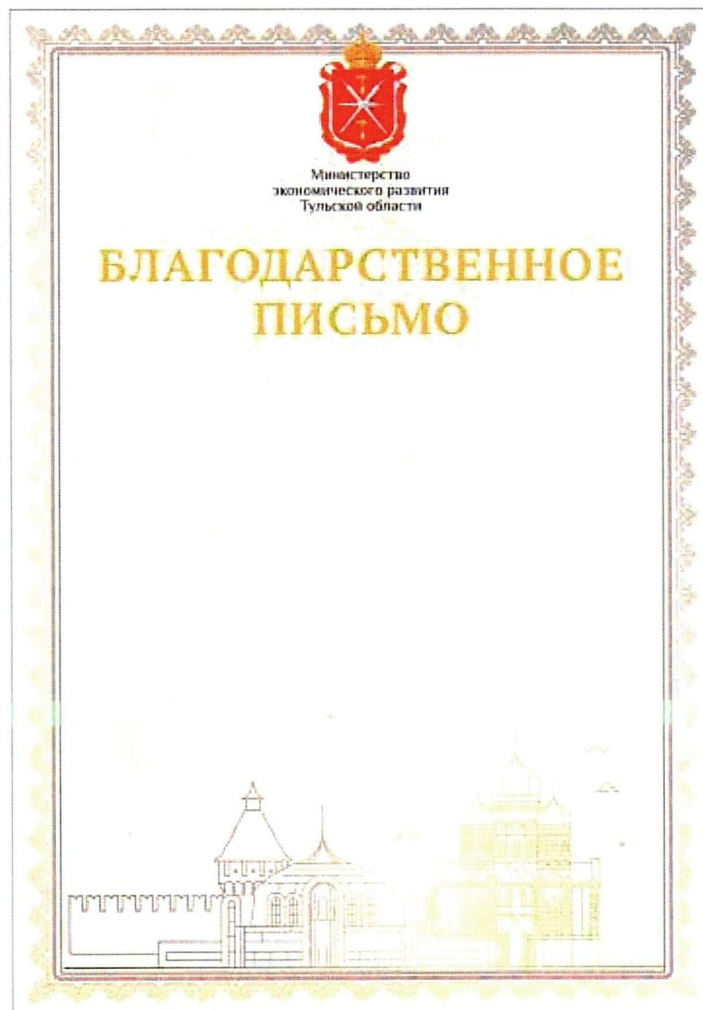 Министерство
экономического развития
Тульской области
БЛАГОДАРСТВЕННОЕ
ПИСЬМО